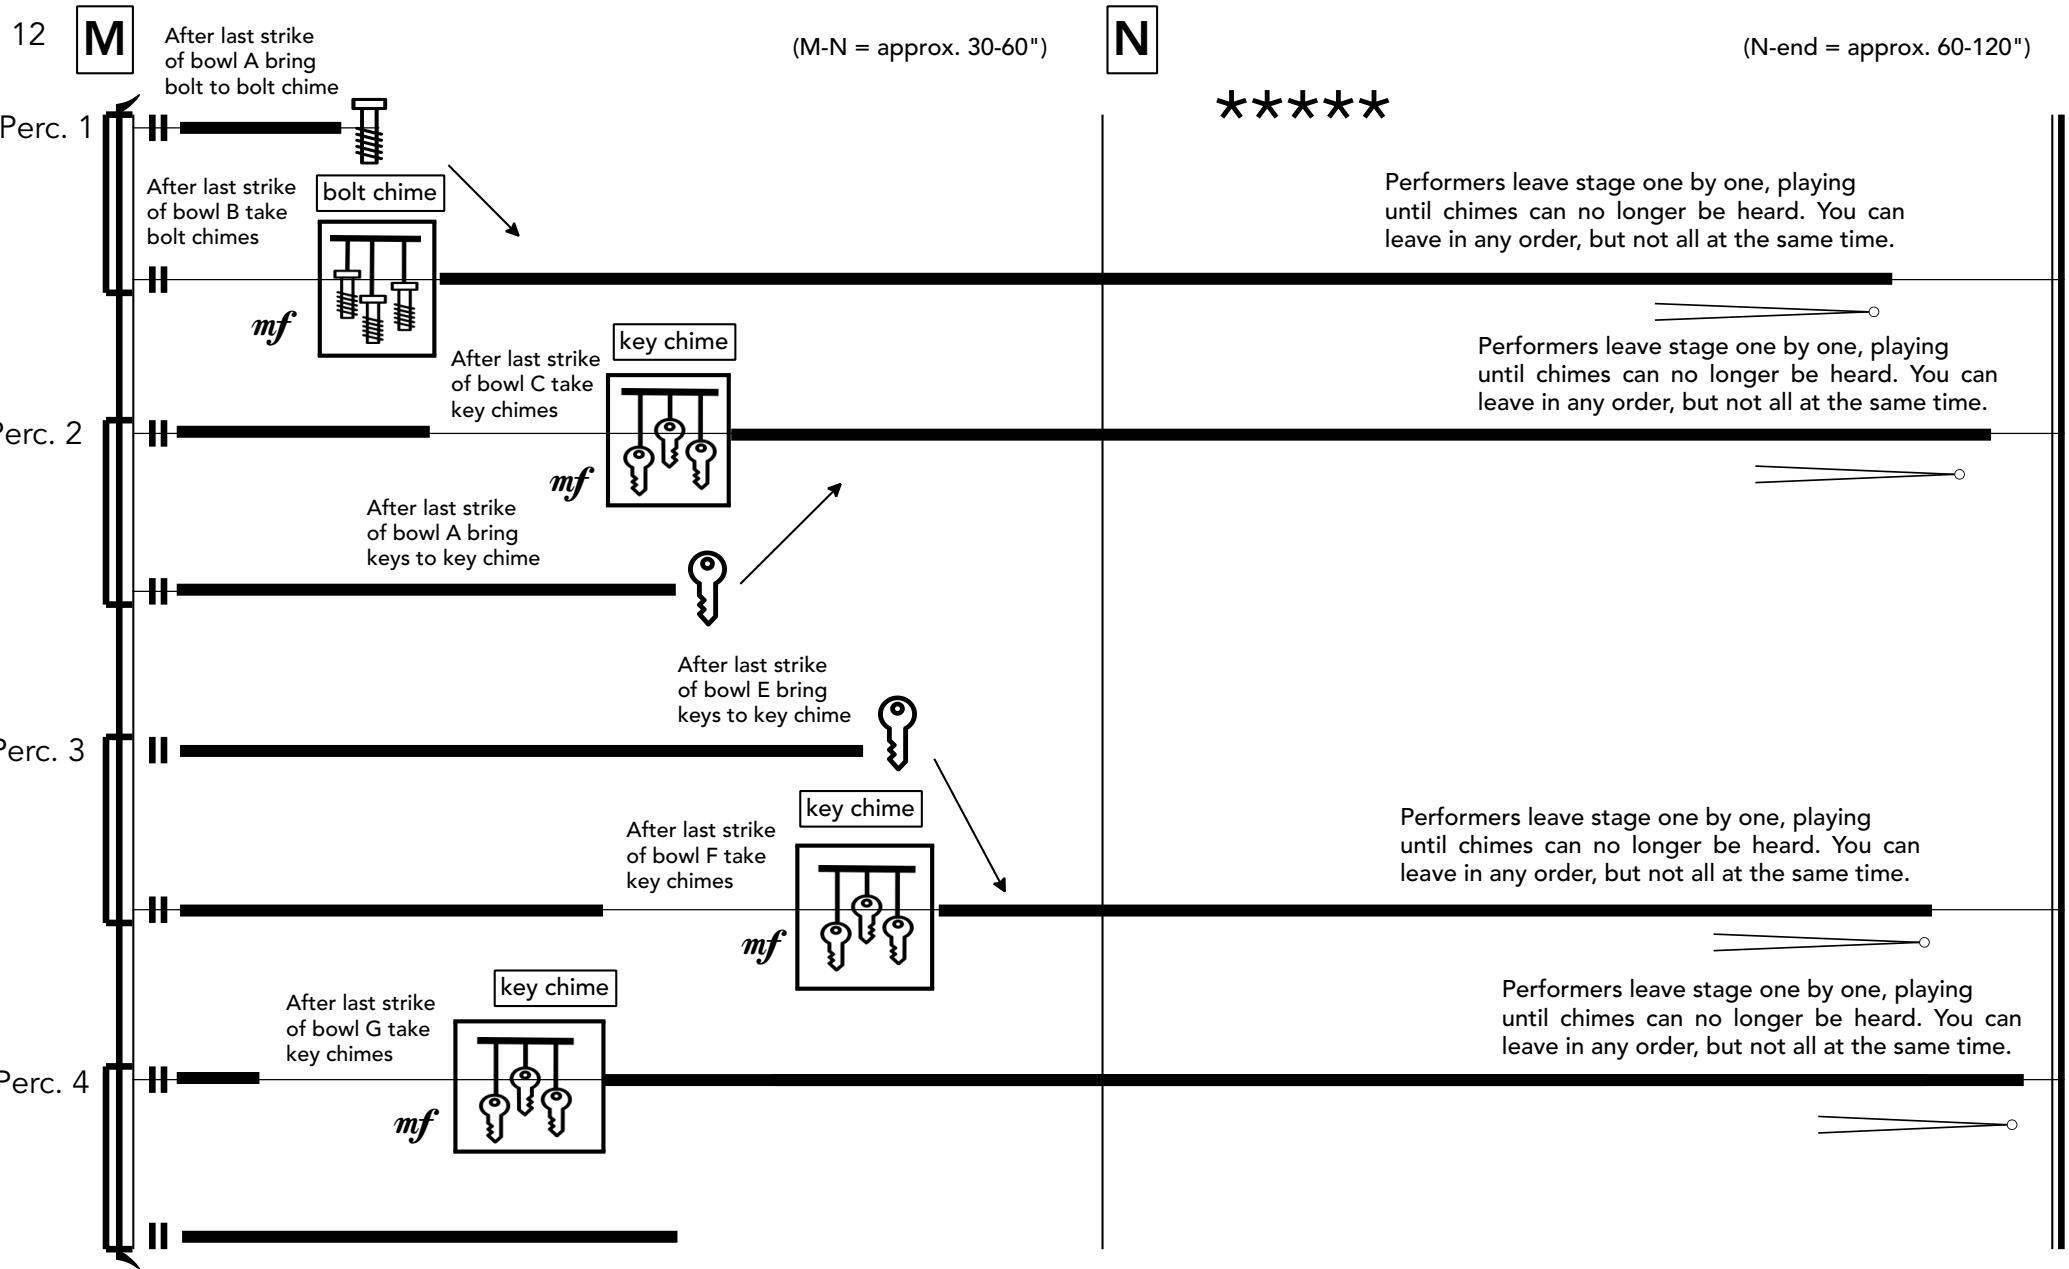 12
M
After last strike
of bowl A bring
bolt to bolt chime
(M-N = approx. 30-60")
N
(N-end = approx. 60-120")
*****
Perc. 1
After last strike
of bowl B take
bolt chimes
bolt chime
mf
Performers leave stage one by one, playing
until chimes can no longer be heard. You can
leave in any order, but not all at the same time.
Perc. 2
After last strike
of bowl C take
key chimes
key chime
mf
Performers leave stage one by one, playing
until chimes can no longer be heard. You can
leave in any order, but not all at the same time.
After last strike
of bowl A bring
keys to key chime
Perc. 3
After last strike
of bowl E bring
keys to key chime
After last strike
of bowl F take
key chimes
key chime
mf
Performers leave stage one by one, playing
until chimes can no longer be heard. You can
leave in any order, but not all at the same time.
Perc. 4
After last strike
of bowl G take
key chimes
key chime
mf
Performers leave stage one by one, playing
until chimes can no longer be heard. You can
leave in any order, but not all at the same time.